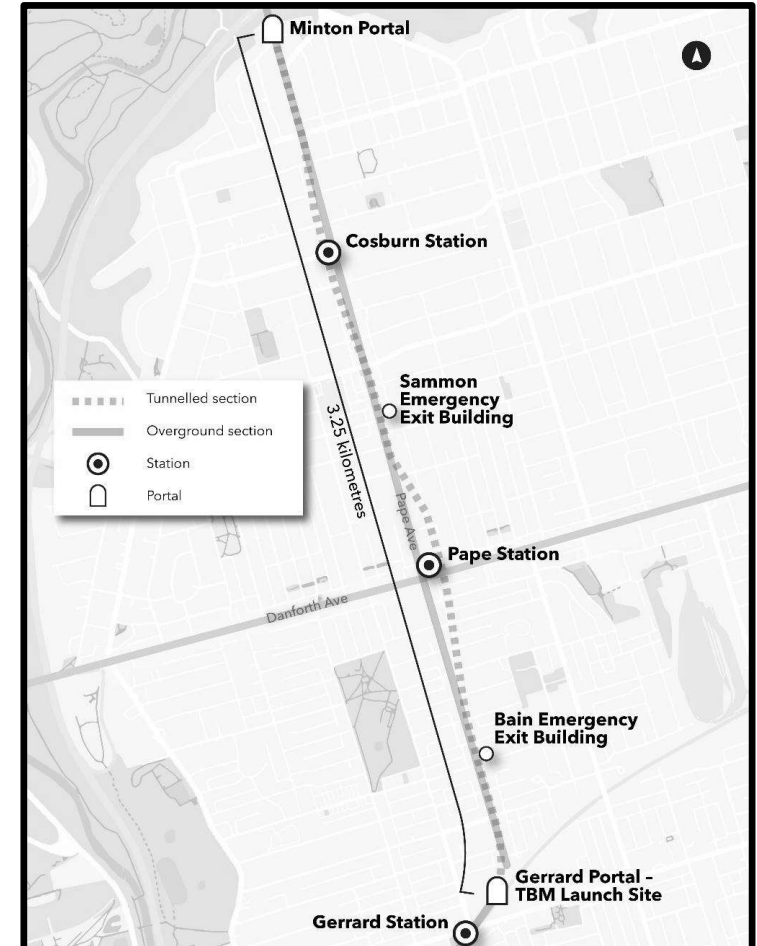 Minton Portal
Cosburn Station
Sammon
Emergency
Exit Building
Tunnelled section
Overground section
Station
Portal
3.25 kilometres
Pape Ave
Pape Station
Danforth Ave
Bain Emergency
Exit Building
Gerrard Portal –
TBM Launch Site
Gerrard Station